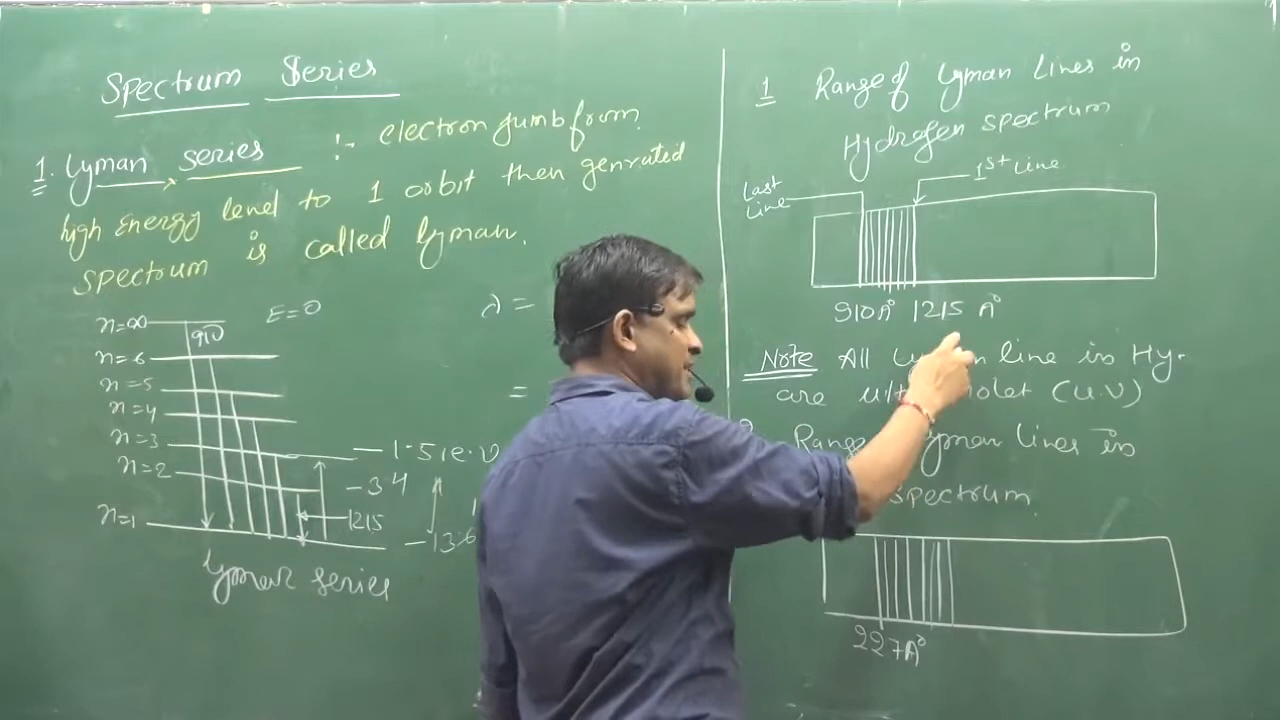 Spectrum Series
1. Lyman series :- electron Jumb from
high Energy level to 1 orbit then genrated
spectrum is called lyman.
n=∞ 910 E=0
n=6
n=5
n=4
n=3 -1.51e.v
n=2 -3.4
1215
n=1 -13.6
lyman series
λ =
=
1 Range of lyman Lines in
Hydrogen spectrum
Last line
1st line
910A° 1215 A°
Note All line in Hy.
are (u.v)
Range lyman lines in
spectrum.
227A°